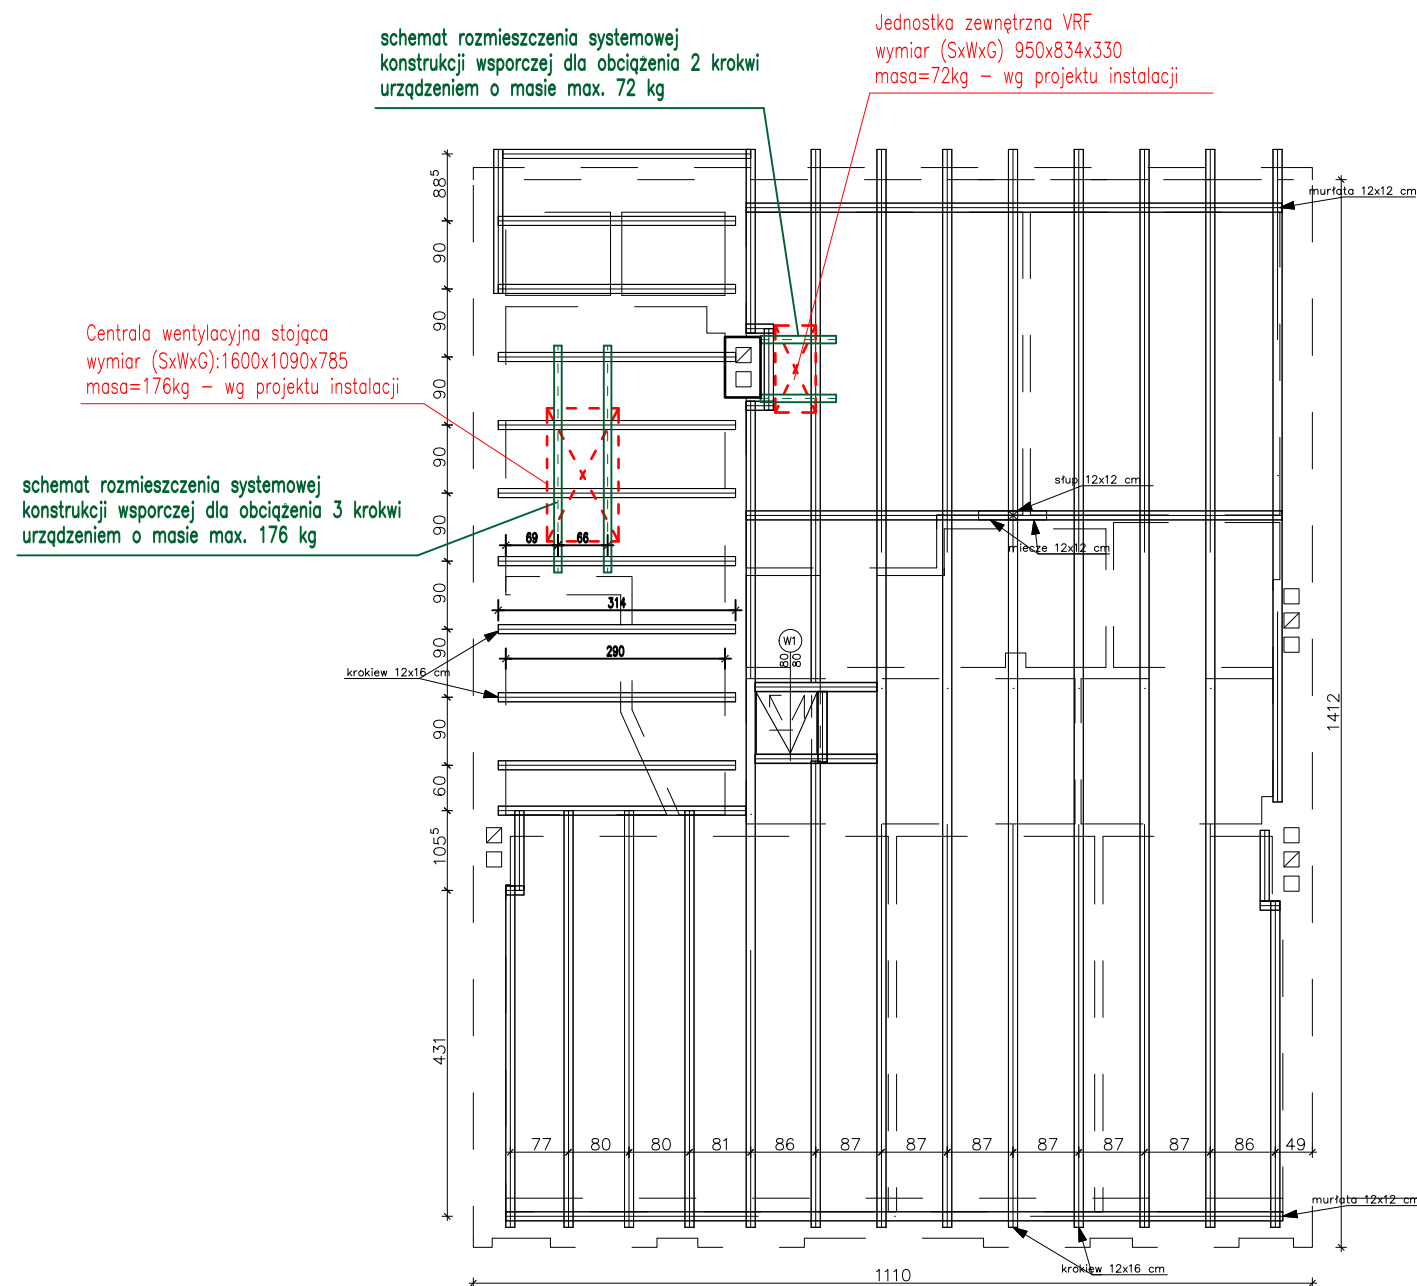 schemat rozmieszczenia systemowej
konstrukcji wsporczej dla obciążenia 2 krokwi
urządzeniem o masie max. 72 kg
Jednostka zewnętrzna VRF
wymiar (SxWxG) 950x834x330
masa=72kg – wg projektu instalacji
murłata 12x12 cm
Centrala wentylacyjna stojąca
wymiar (SxWxG):1600x1090x785
masa=176kg – wg projektu instalacji
schemat rozmieszczenia systemowej
konstrukcji wsporczej dla obciążenia 3 krokwi
urządzeniem o masie max. 176 kg
słup 12x12 cm
miecze 12x12 cm
krokiew 12x16 cm
88⁵
90
90
90
90
90
90
90
90
60
105⁵
431
69
66
314
290
W1
80
80
1412
77
80
80
81
86
87
87
87
87
87
87
86
49
murłata 12x12 cm
krokiew 12x16 cm
1110